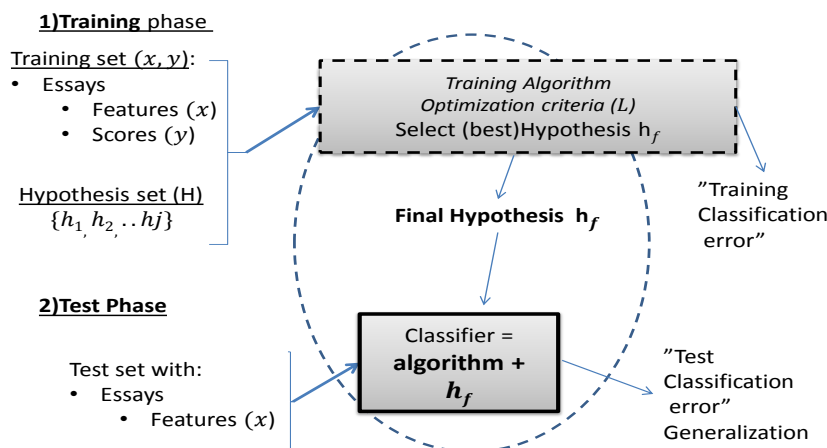 1)Training phase
Training set (x, y):
• Essays
• Features (x)
• Scores (y)
Hypothesis set (H)
{h1, h2, . . hj}
Training Algorithm
Optimization criteria (L)
Select (best)Hypothesis hf
"Training
Classification
error"
Final Hypothesis hf
2)Test Phase
Test set with:
• Essays
• Features (x)
Classifier =
algorithm +
hf
"Test
Classification
error"
Generalization